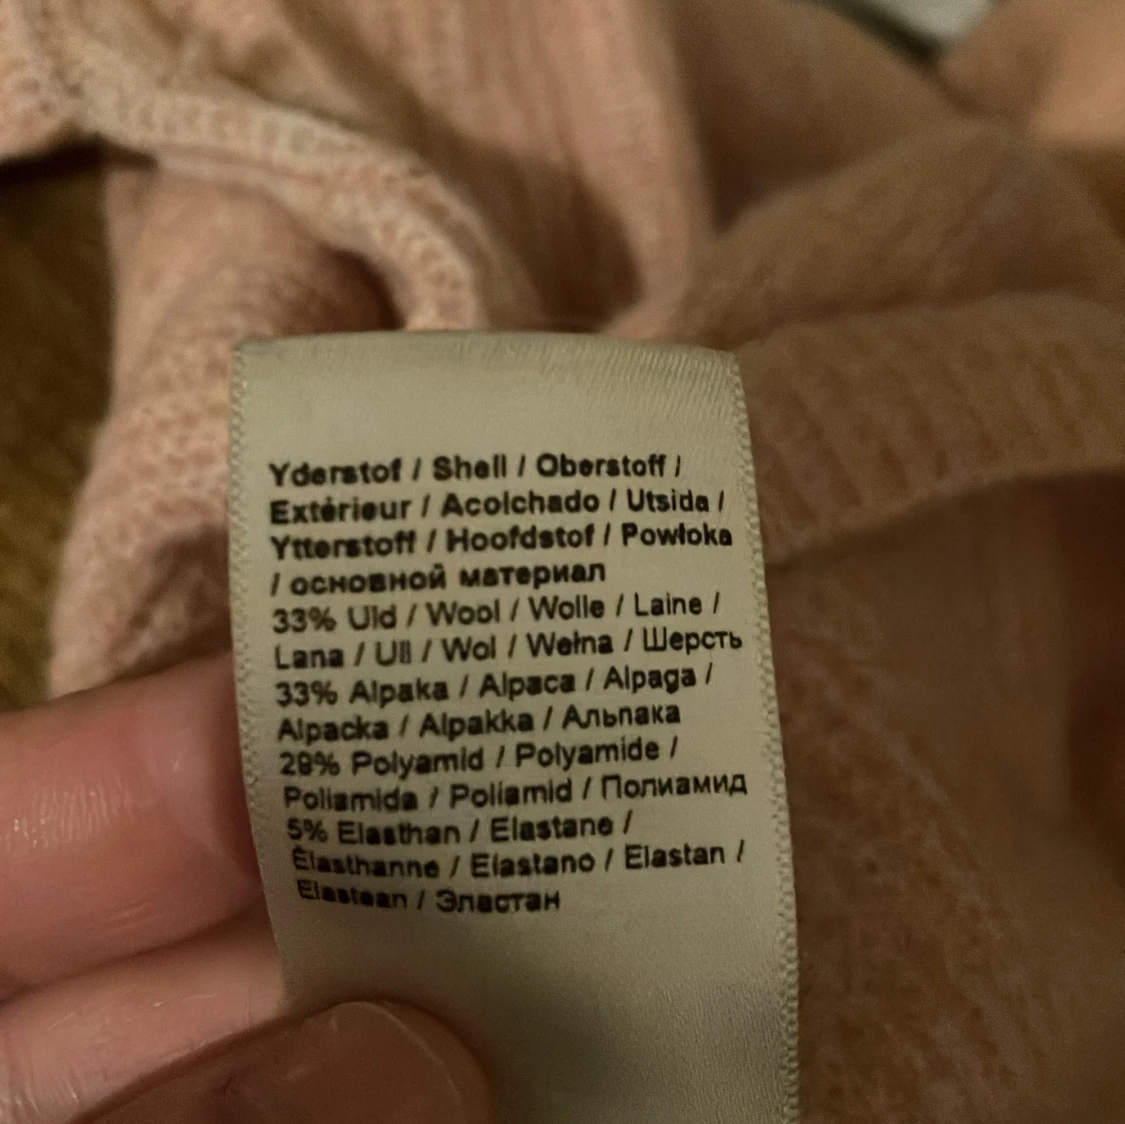 Yderstof / Shell / Oberstoff /
Extérieur / Acolchado / Utsida /
Ytterstoff / Hoofdstof / Powłoka
/ основной материал
33% Uld / Wool / Wolle / Laine /
Lana / Ull / Wol / Wełna / Шерсть
33% Alpaka / Alpaca / Alpaga /
Alpacka / Alpakka / Альпака
29% Polyamid / Polyamide /
Poliamida / Poliamid / Полиамид
5% Elasthan / Elastane /
Élasthanne / Elastano / Elastan /
Elastaan / Эластан